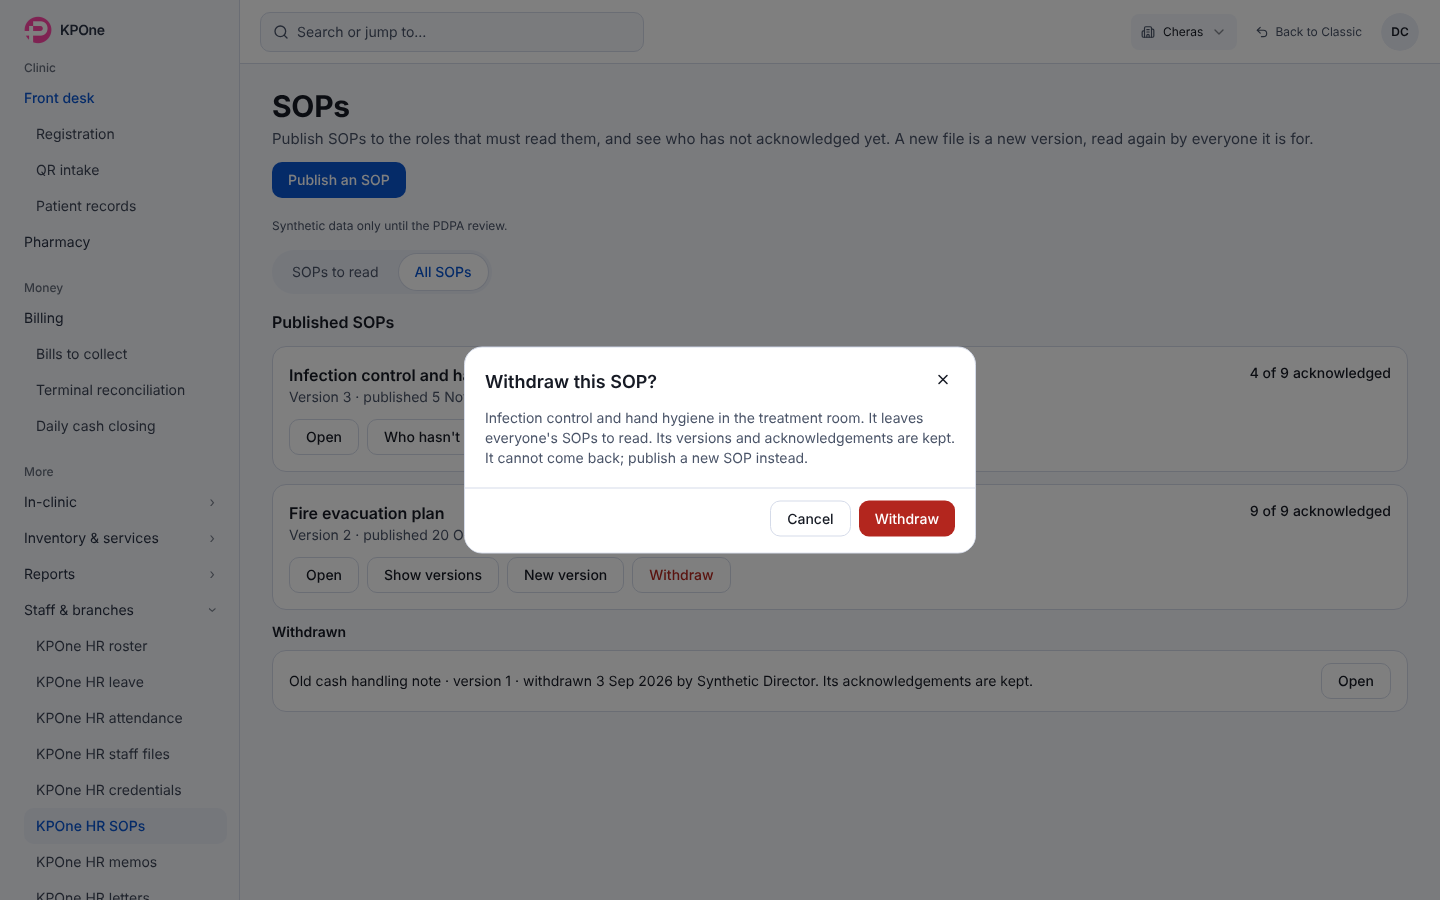 KPOne
Search or jump to...
Cheras
Back to Classic
DC
Clinic
Front desk
Registration
QR intake
Patient records
Pharmacy
Money
Billing
Bills to collect
Terminal reconciliation
Daily cash closing
More
In-clinic
Inventory & services
Reports
Staff & branches
KPOne HR roster
KPOne HR leave
KPOne HR attendance
KPOne HR staff files
KPOne HR credentials
KPOne HR SOPs
KPOne HR memos
KPOne HR letters
SOPs
Publish SOPs to the roles that must read them, and see who has not acknowledged yet. A new file is a new version, read again by everyone it is for.
Publish an SOP
Synthetic data only until the PDPA review.
SOPs to read
All SOPs
Published SOPs
Infection control and
4 of 9 acknowledged
Version 3 · published 5
Open
Who hasn't
Withdraw this SOP?
Infection control and hand hygiene in the treatment room. It leaves
everyone's SOPs to read. Its versions and acknowledgements are kept.
It cannot come back; publish a new SOP instead.
Cancel
Withdraw
Fire evacuation plan
9 of 9 acknowledged
Version 2 · published 20
Open
Show versions
New version
Withdraw
Withdrawn
Old cash handling note · version 1 · withdrawn 3 Sep 2026 by Synthetic Director. Its acknowledgements are kept.
Open